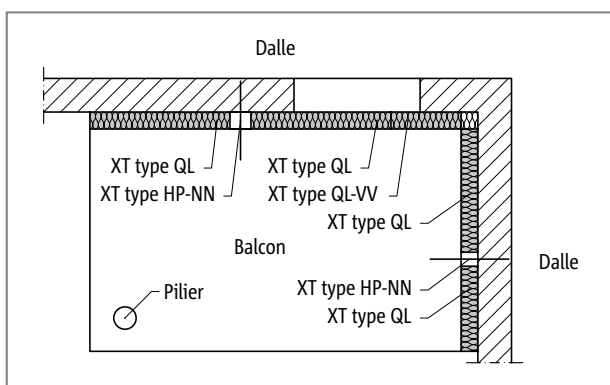 Dalle
XT type QL
XT type QL
XT type HP-NN
XT type QL-VV
XT type QL
Balcon
Dalle
XT type HP-NN
Pilier
XT type QL